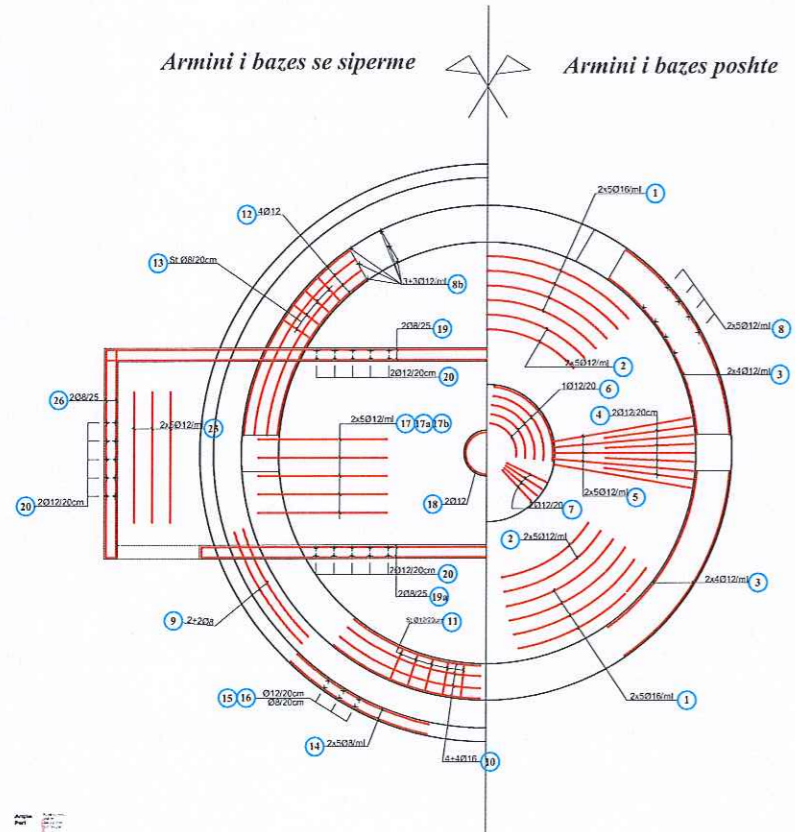 Armini i bazes se siperme
Armini i bazes poshte
2x5Ø16/ml 1
12 4Ø12
13 St Ø8/20cm
3+3Ø12/ml 8b
8
2x5Ø12/ml
2Ø8/25 19
2x5Ø12/ml 2
2x4Ø12/ml 3
2Ø12/20cm 20
1Ø12/20 6
26 2Ø8/25
2x5Ø12/ml 25
2x5Ø12/ml 17 17a 17b
4 2Ø12/20cm
2x5Ø12/ml 5
20 2Ø12/20cm
18 2Ø12
2Ø12/20 7
2 2x5Ø12/ml
2Ø12/20cm 20
2x4Ø12/ml 3
2Ø8/25 19a
9 2+2Ø8
11
15 16 Ø12/20cm
Ø8/20cm
2x5Ø16/ml 1
14 2x5Ø8/ml
4+4Ø16 10